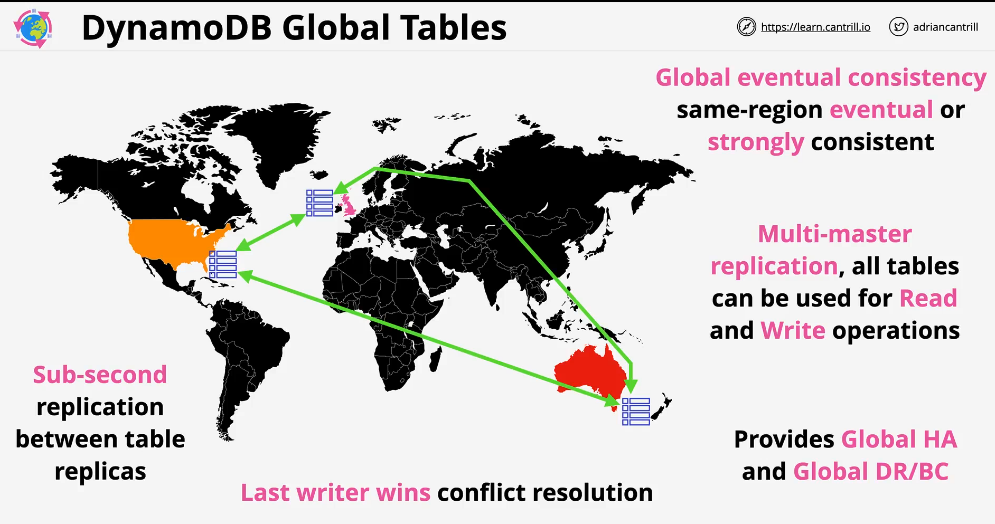 DynamoDB Global Tables
https://learn.cantrill.io
adriancantrill
Global eventual consistency
same-region eventual or
strongly consistent
Multi-master
replication, all tables
can be used for Read
and Write operations
Sub-second
replication
between table
replicas
Provides Global HA
and Global DR/BC
Last writer wins conflict resolution